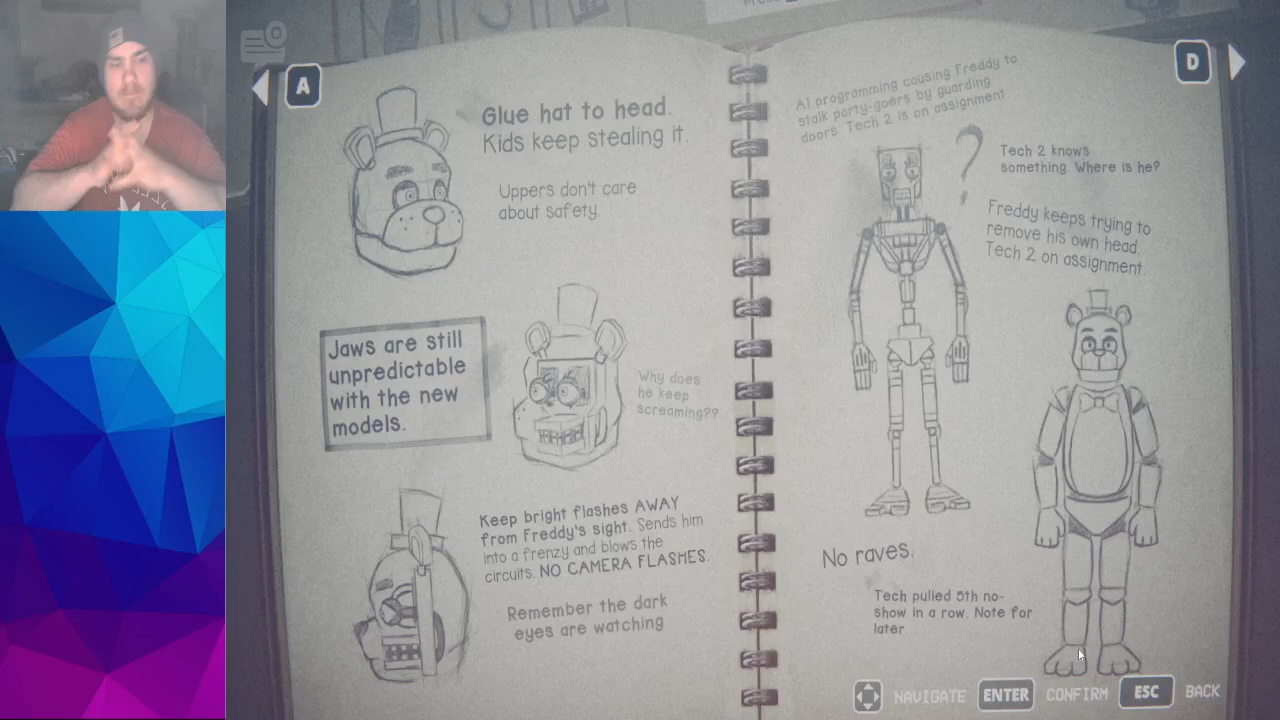 A
D
Glue hat to head.
Kids keep stealing it.
Uppers don't care
about safety.
Jaws are still
unpredictable
with the new
models.
Why does
he keep
screaming??
Keep bright flashes AWAY
from Freddy's sight. Sends him
into a frenzy and blows the
circuits. NO CAMERA FLASHES.
Remember the dark
eyes are watching
AI programming causing Freddy to
stalk party-goers by guarding
doors. Tech 2 is on assignment
?
Tech 2 knows
something. Where is he?
Freddy keeps trying to
remove his own head.
Tech 2 on assignment.
No raves.
Tech pulled 5th no-
show in a row. Note for
later
NAVIGATE ENTER CONFIRM ESC BACK